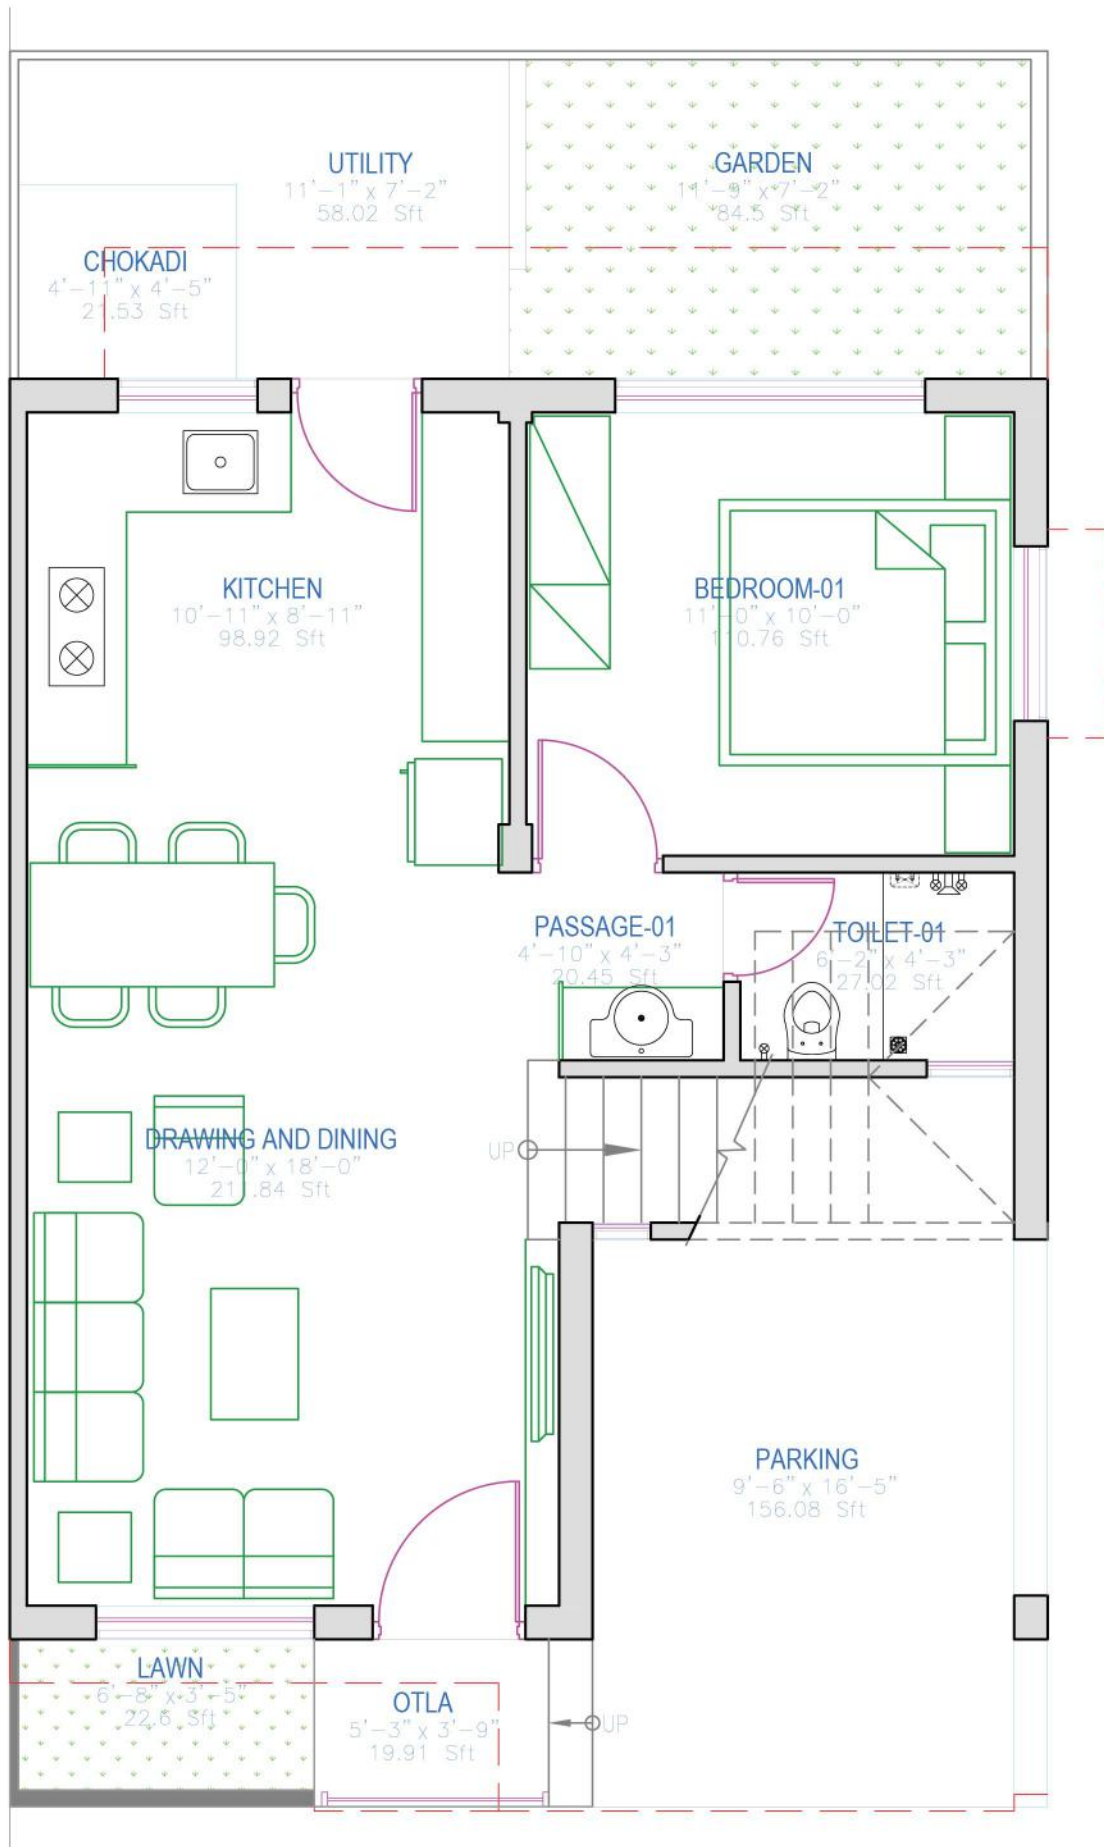 UTILITY
11'-1" x 7'-2"
58.02 Sft
GARDEN
11'-9" x 7'-2"
84.5 Sft
CHOKADI
4'-11" x 4'-5"
21.53 Sft
KITCHEN
10'-11" x 8'-11"
98.92 Sft
BEDROOM-01
11'-0" x 10'-0"
110.76 Sft
PASSAGE-01
4'-10" x 4'-3"
20.45 Sft
TOILET-01
6'-2" x 4'-3"
27.02 Sft
DRAWING AND DINING
12'-0" x 18'-0"
211.84 Sft
UP
PARKING
9'-6" x 16'-5"
156.08 Sft
LAWN
6'-8" x 3'-5"
22.6 Sft
OTLA
5'-3" x 3'-9"
19.91 Sft
UP